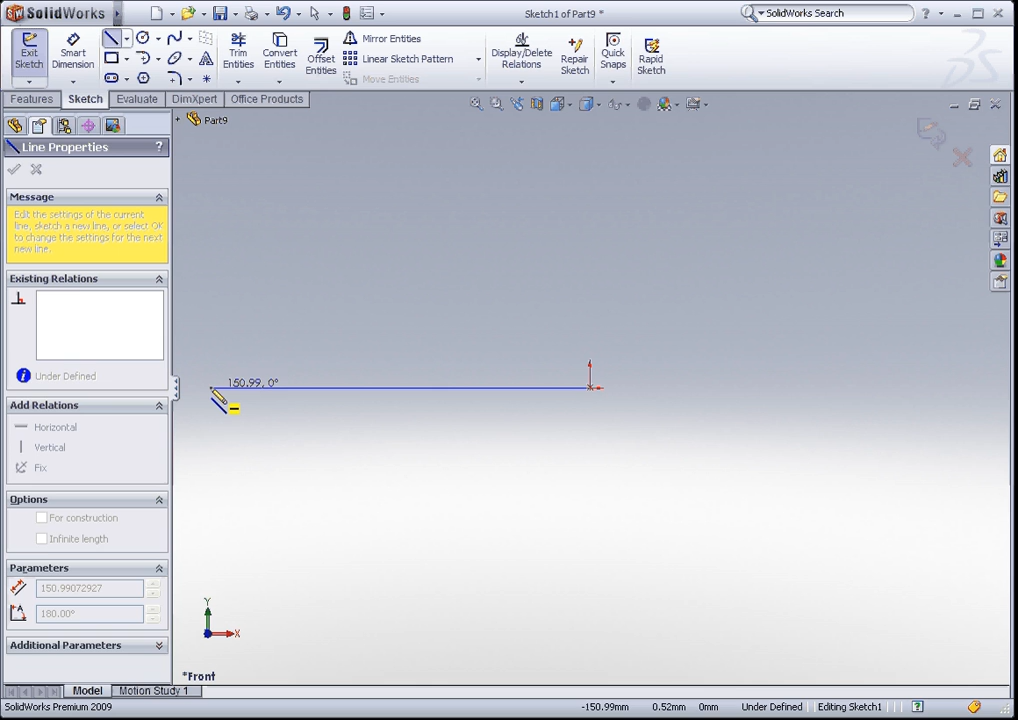 SolidWorks
Sketch1 of Part9 *
SolidWorks Search
?
Exit Sketch
Smart Dimension
Trim Entities
Convert Entities
Offset Entities
Mirror Entities
Linear Sketch Pattern
Move Entities
Display/Delete Relations
Repair Sketch
Quick Snaps
Rapid Sketch
Features
Sketch
Evaluate
DimXpert
Office Products
Part9
Line Properties
?
Message
Edit the settings of the current
line, sketch a new line, or select OK
to change the settings for the next
new line.
Existing Relations
Under Defined
Add Relations
Horizontal
Vertical
Fix
Options
For construction
Infinite length
Parameters
150.99072927
180.00°
Additional Parameters
150.99, 0°
Y
X
*Front
Model
Motion Study 1
SolidWorks Premium 2009
-150.99mm
0.52mm
0mm
Under Defined
Editing Sketch1
?